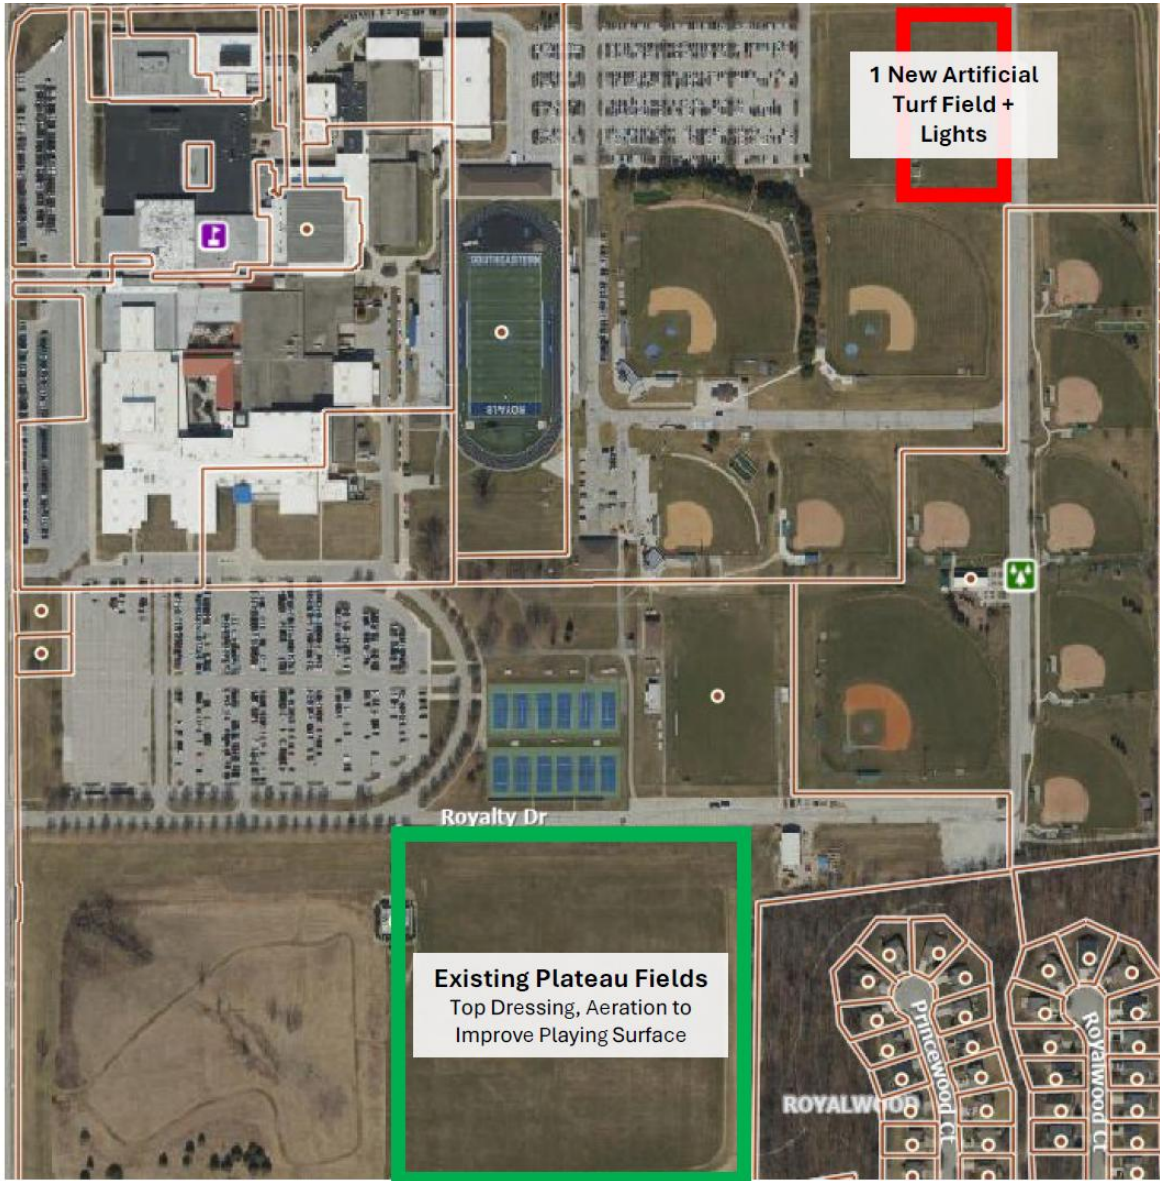 1 New Artificial
Turf Field +
Lights
ROYALS
Royalty Dr
Existing Plateau Fields
Top Dressing, Aeration to
Improve Playing Surface
Princewood Ct
Royalwood Ct
ROYALWOOD